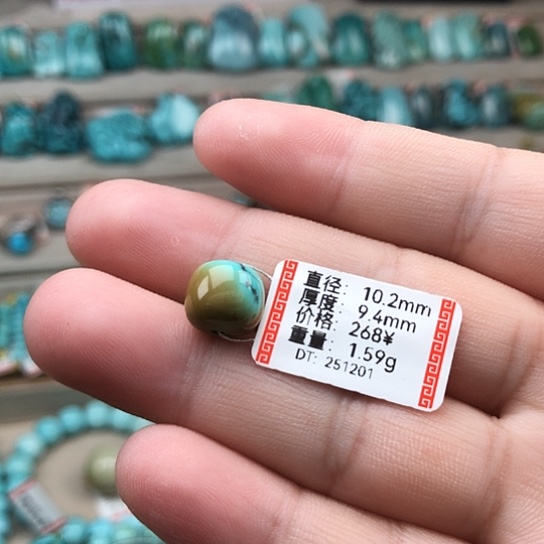 直径: 10.2mm
厚度: 9.4mm
价格: 268¥
重量: 1.59g
DT: 251201